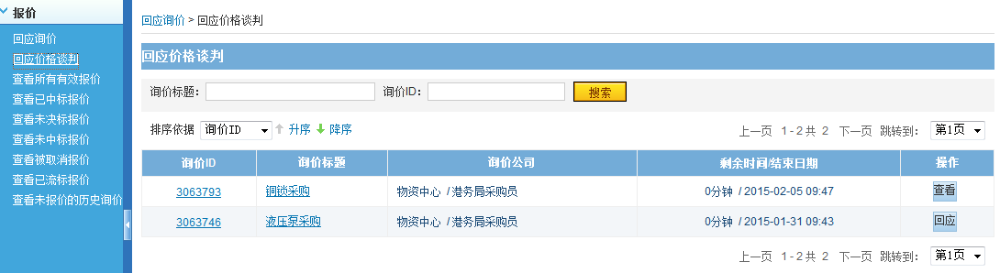 报价
回应询价
回应价格谈判
查看所有有效报价
查看已中标报价
查看未决标报价
查看未中标报价
查看被取消报价
查看已流标报价
查看未报价的历史询价
回应询价 > 回应价格谈判
回应价格谈判
询价标题： 询价ID： 搜索
排序依据 询价ID 升序 降序 上一页 1 - 2 共 2 下一页 跳转到： 第1页
询价ID 询价标题 询价公司 剩余时间/结束日期 操作
3063793 铜锁采购 物资中心 / 港务局采购员 0分钟 / 2015-02-05 09:47 查看
3063746 液压泵采购 物资中心 / 港务局采购员 0分钟 / 2015-01-31 09:43 回应
上一页 1 - 2 共 2 下一页 跳转到： 第1页